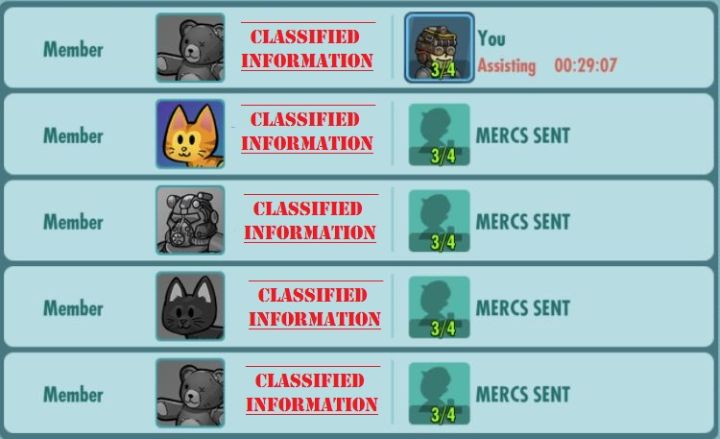 Member CLASSIFIED INFORMATION 3/4 You
Assisting 00:29:07
Member CLASSIFIED INFORMATION 3/4 MERCS SENT
Member CLASSIFIED INFORMATION 3/4 MERCS SENT
Member CLASSIFIED INFORMATION 3/4 MERCS SENT
Member CLASSIFIED INFORMATION 3/4 MERCS SENT